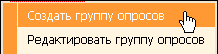 Создать группу опросов
Редактировать группу опросов